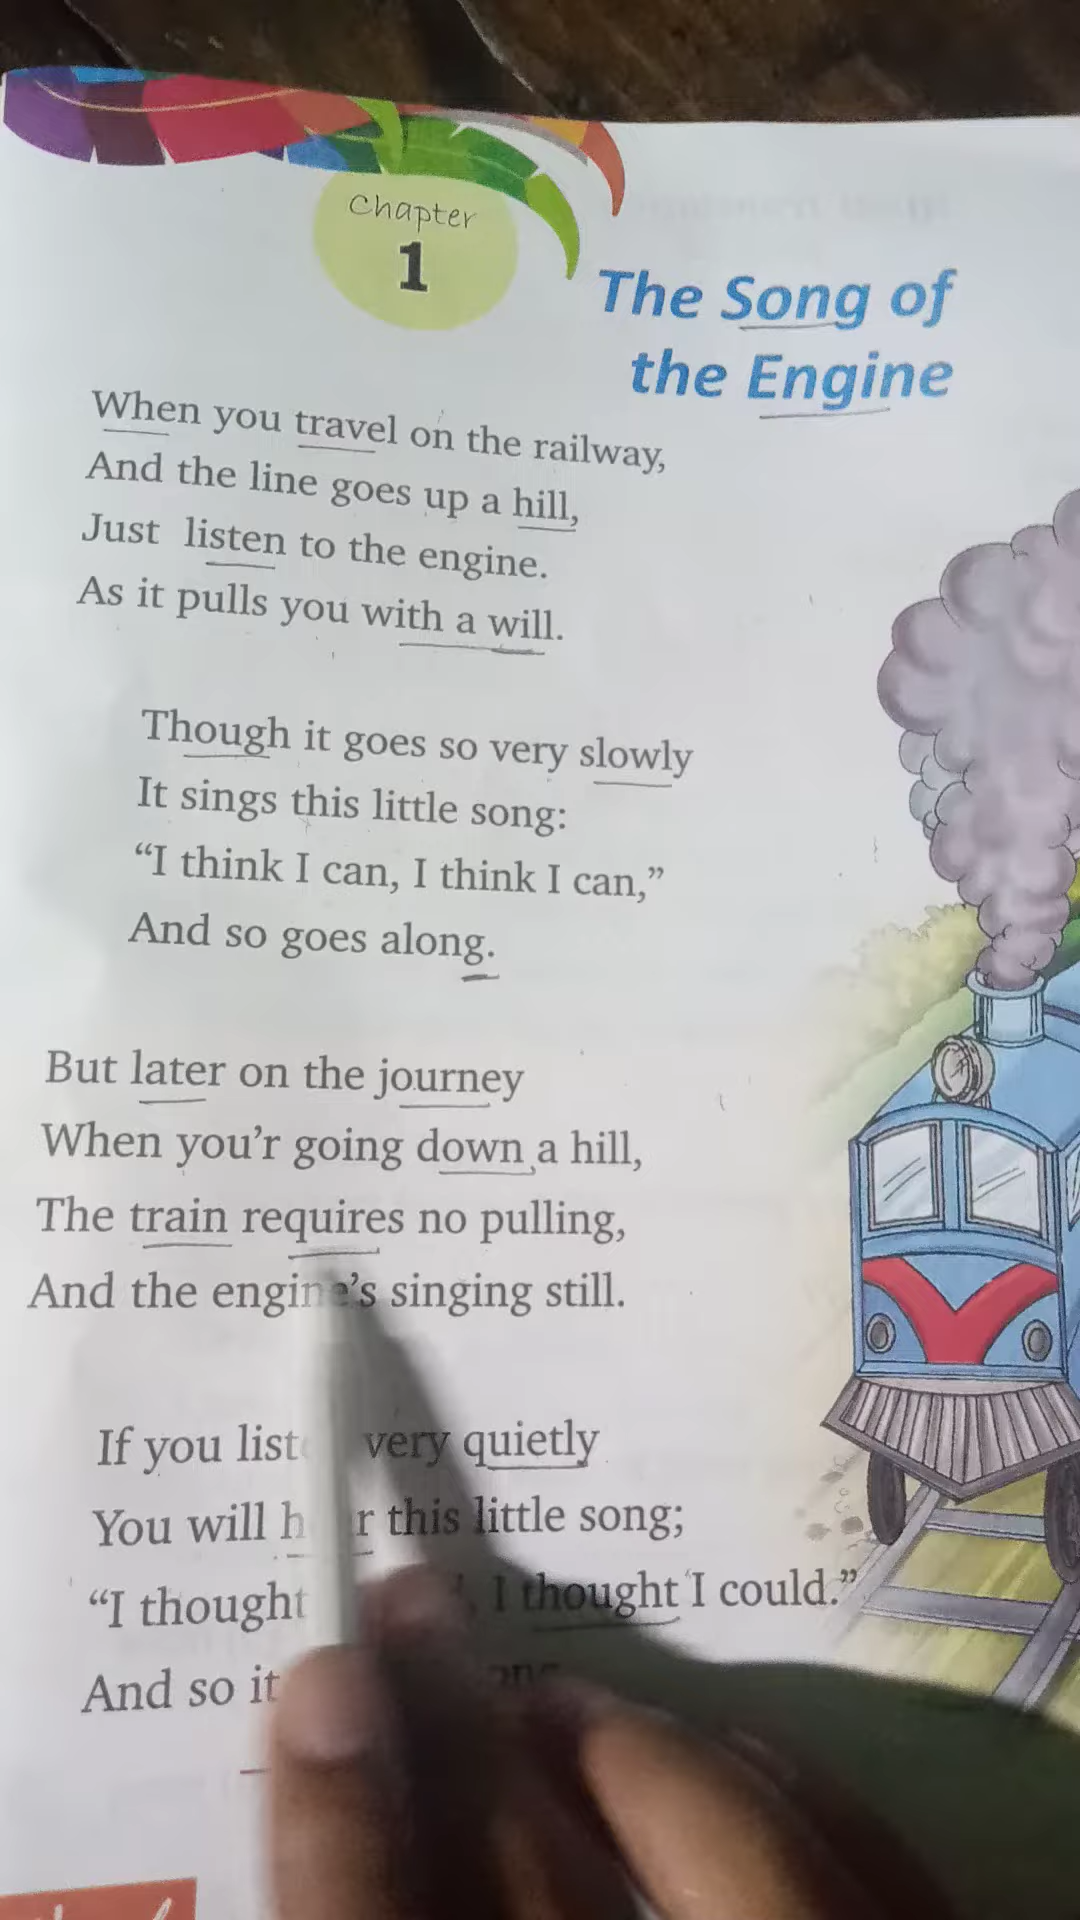 Chapter
1
The Song of
the Engine
When you travel on the railway,
And the line goes up a hill,
Just listen to the engine.
As it pulls you with a will.
Though it goes so very slowly
It sings this little song:
“I think I can, I think I can,”
And so goes along.
But later on the journey
When you'r going down a hill,
The train requires no pulling,
And the engine's singing still.
If you very quietly
You will this little song;
“I thought I thought I could.”
And so it